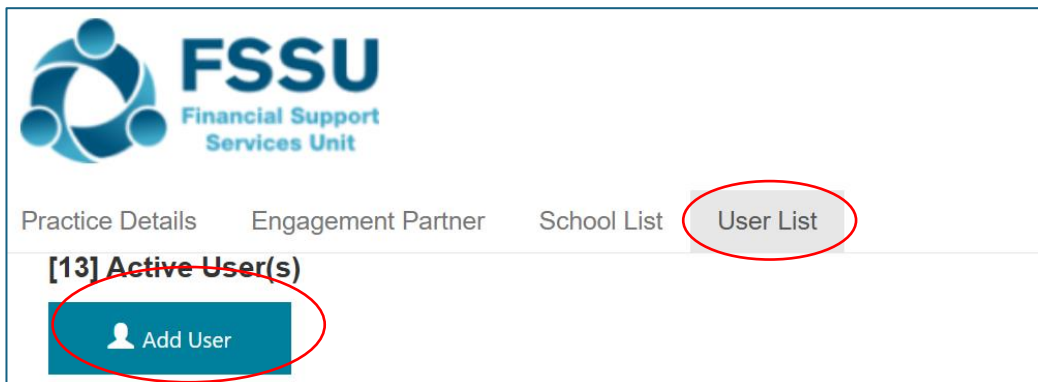 FSSU
Financial Support
Services Unit
Practice Details Engagement Partner School List User List
[13] Active User(s)
Add User